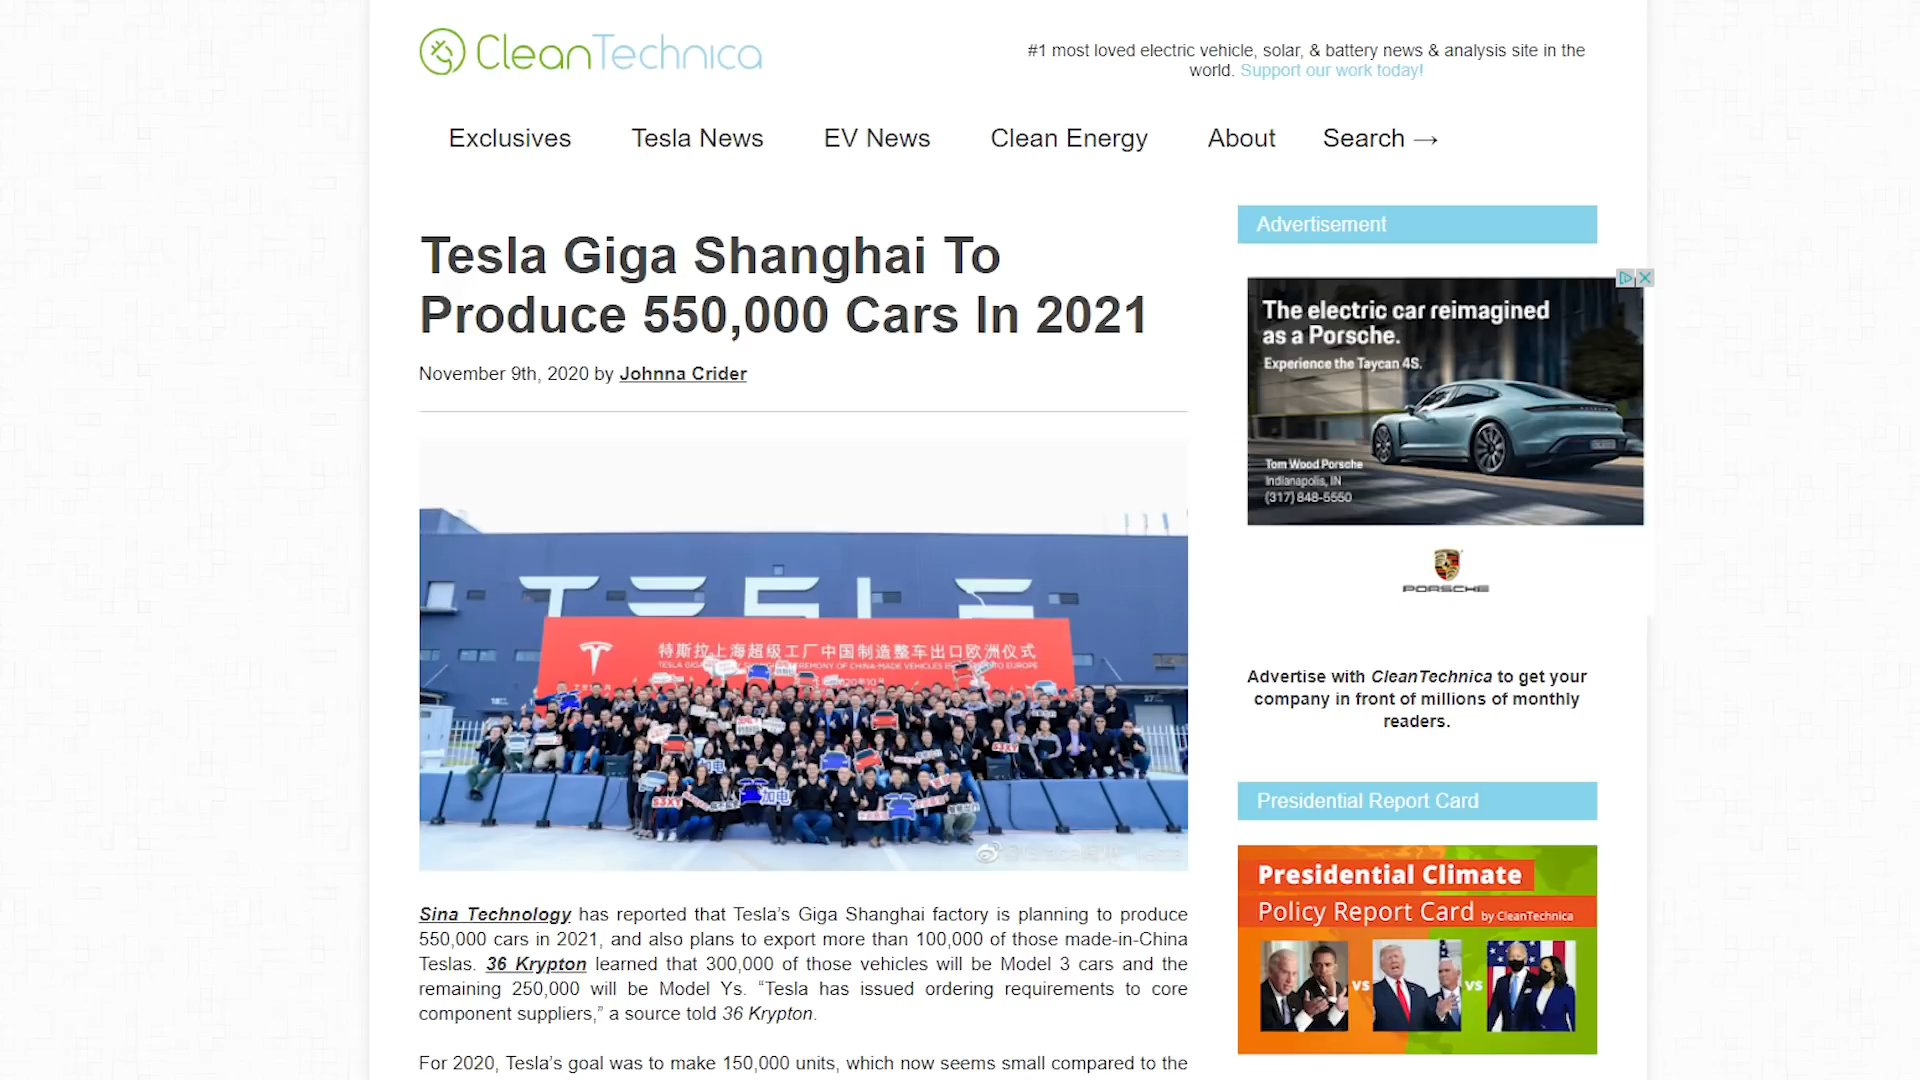 CleanTechnica
#1 most loved electric vehicle, solar, & battery news & analysis site in the
world. Support our work today!
Exclusives Tesla News EV News Clean Energy About Search →
Tesla Giga Shanghai To
Produce 550,000 Cars In 2021
November 9th, 2020 by Johnna Crider
TESLA
特斯拉上海超级工厂中国制造整车出口欧洲仪式
S3XY
加电
S3XY
加电
Sina Technology has reported that Tesla’s Giga Shanghai factory is planning to produce
550,000 cars in 2021, and also plans to export more than 100,000 of those made-in-China
Teslas. 36 Krypton learned that 300,000 of those vehicles will be Model 3 cars and the
remaining 250,000 will be Model Ys. “Tesla has issued ordering requirements to core
component suppliers,” a source told 36 Krypton.
For 2020, Tesla’s goal was to make 150,000 units, which now seems small compared to the
Advertisement
The electric car reimagined
as a Porsche.
Experience the Taycan 4S.
Tom Wood Porsche
Indianapolis, IN
(317) 848-5550
PORSCHE
Advertise with CleanTechnica to get your
company in front of millions of monthly
readers.
Presidential Report Card
Presidential Climate
Policy Report Card by CleanTechnica
vs vs